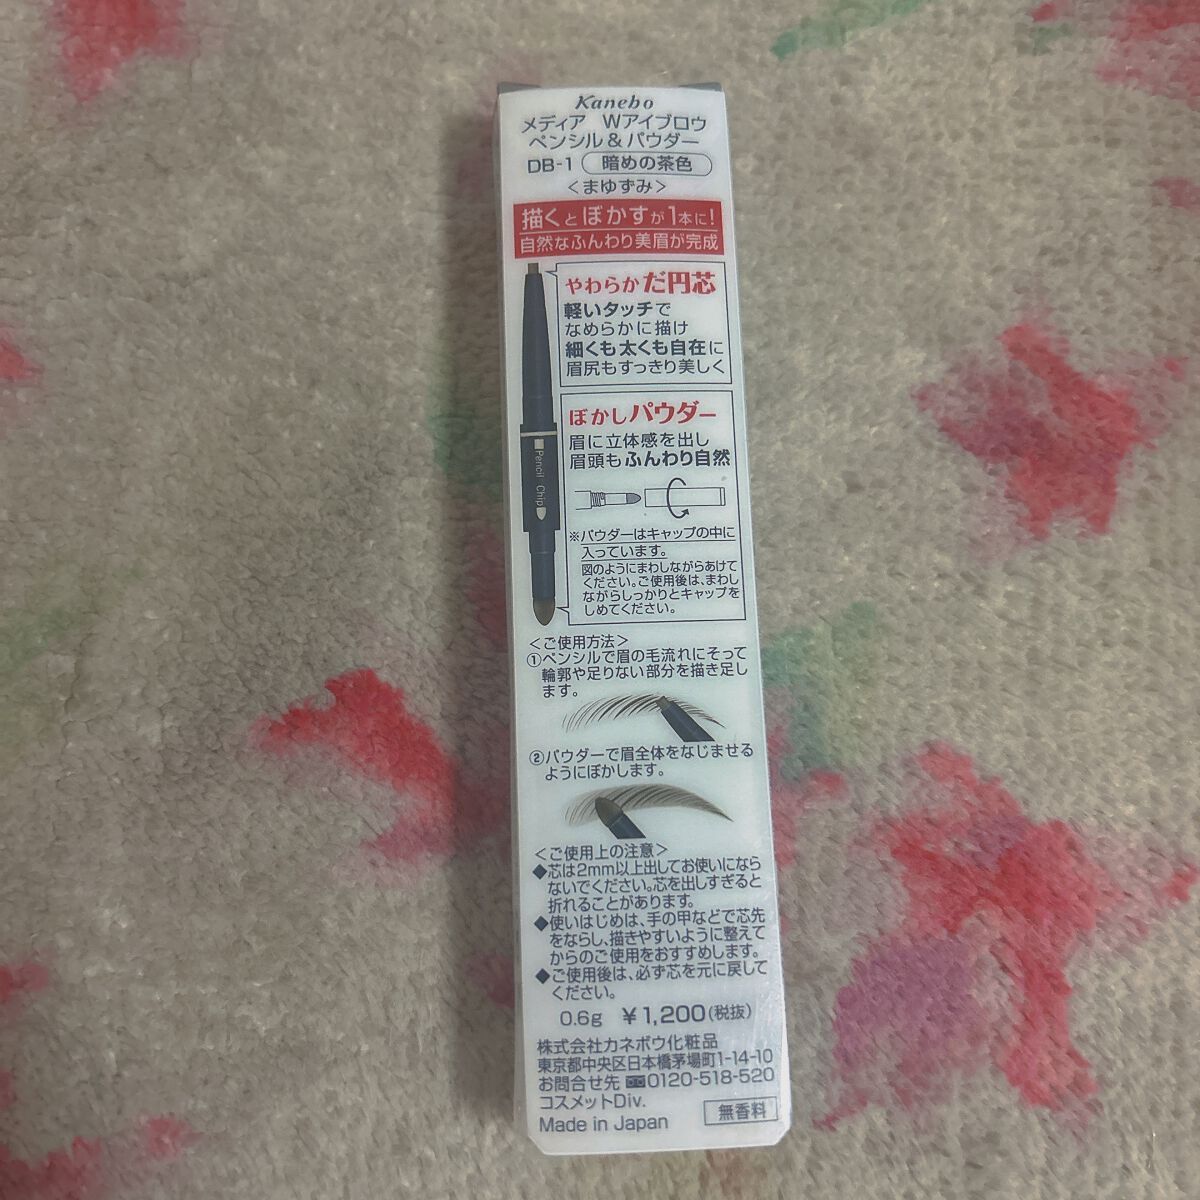 Kanebo
メディア Wアイブロウ
ペンシル＆パウダー
DB-1 暗めの茶色
＜まゆずみ＞
描くとぼかすが1本に!
自然なふんわり美眉が完成
やわらかだ円芯
軽いタッチで
なめらかに描け
細くも太くも自在に
眉尻もすっきり美しく
ぼかしパウダー
眉に立体感を出し
眉頭もふんわり自然
Pencil Chip
※パウダーはキャップの中に
入っています。
図のようにまわしながらあけて
ください。ご使用後は、まわし
ながらしっかりとキャップを
しめてください。
＜ご使用方法＞
①ペンシルで眉の毛流れにそって
輪郭や足りない部分を描き足し
ます。
②パウダーで眉全体をなじませる
ようにぼかします。
＜ご使用上の注意＞
◆芯は2mm以上出してお使いになら
ないでください。芯を出しすぎると
折れることがあります。
◆使いはじめは、手の甲などで芯先
をならし、描きやすいように整えて
からのご使用をおすすめします。
◆ご使用後は、必ず芯を元に戻して
ください。
0.6g ￥1,200(税抜)
株式会社カネボウ化粧品
東京都中央区日本橋茅場町1-14-10
お問合せ先 0120-518-520
コスメットDiv.
Made in Japan 無香料